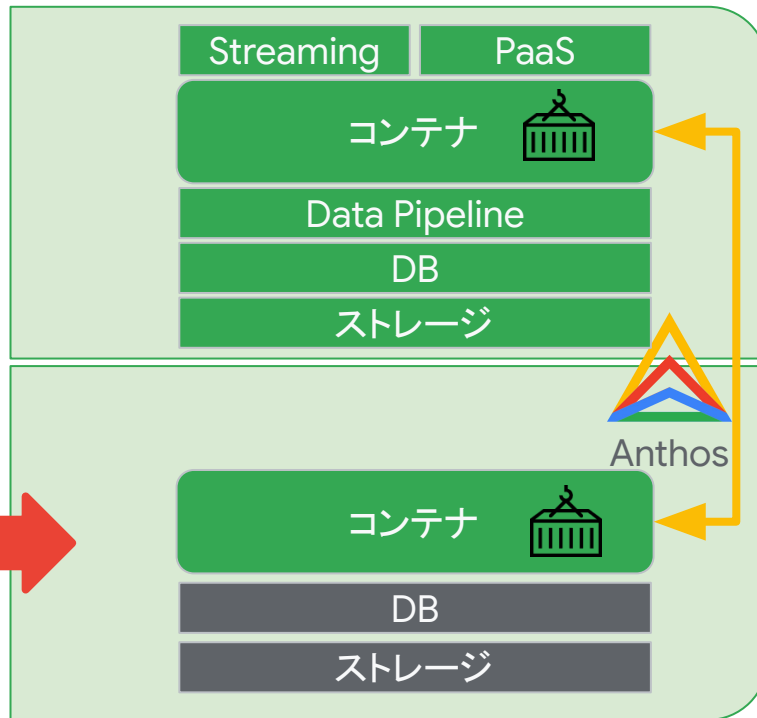 Streaming
PaaS
コンテナ
Data Pipeline
DB
ストレージ
Anthos
コンテナ
DB
ストレージ